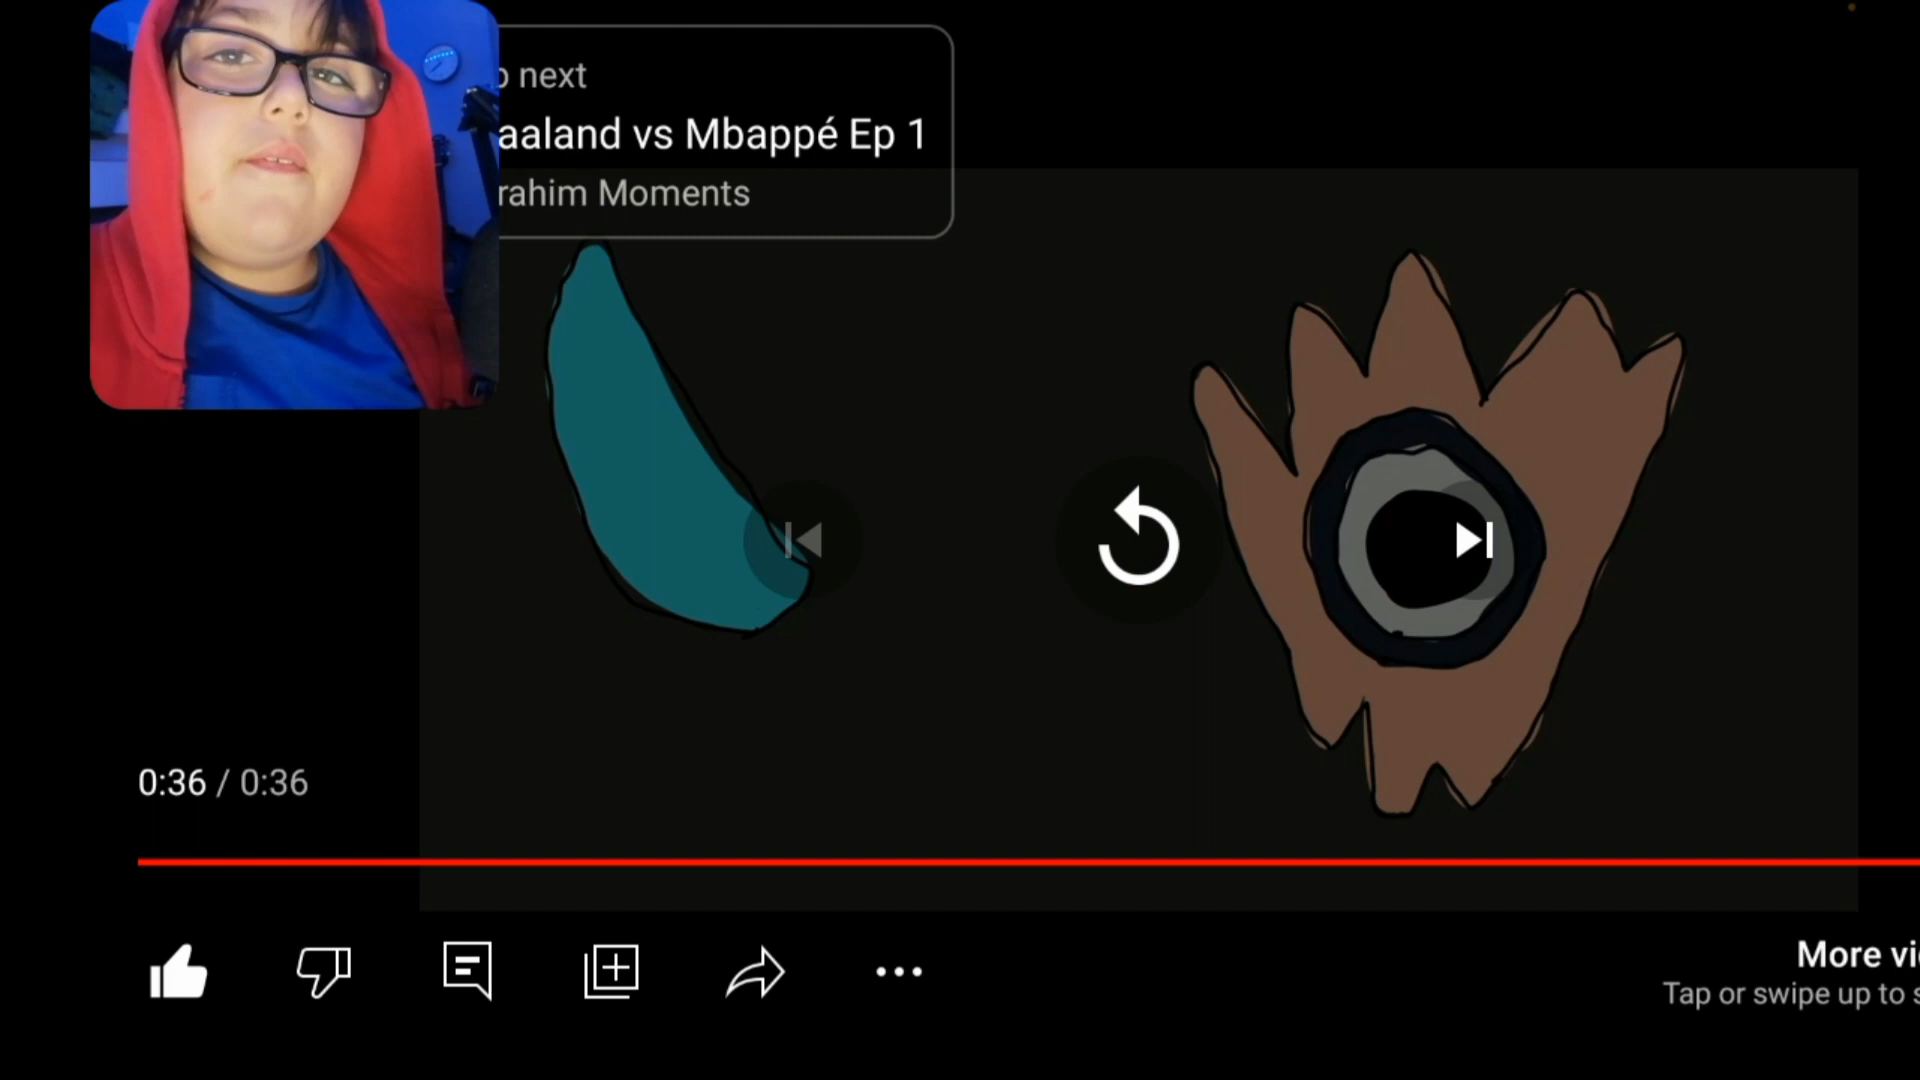 next
aaland vs Mbappé Ep 1
rahim Moments
0:36 / 0:36
More vi
Tap or swipe up to s